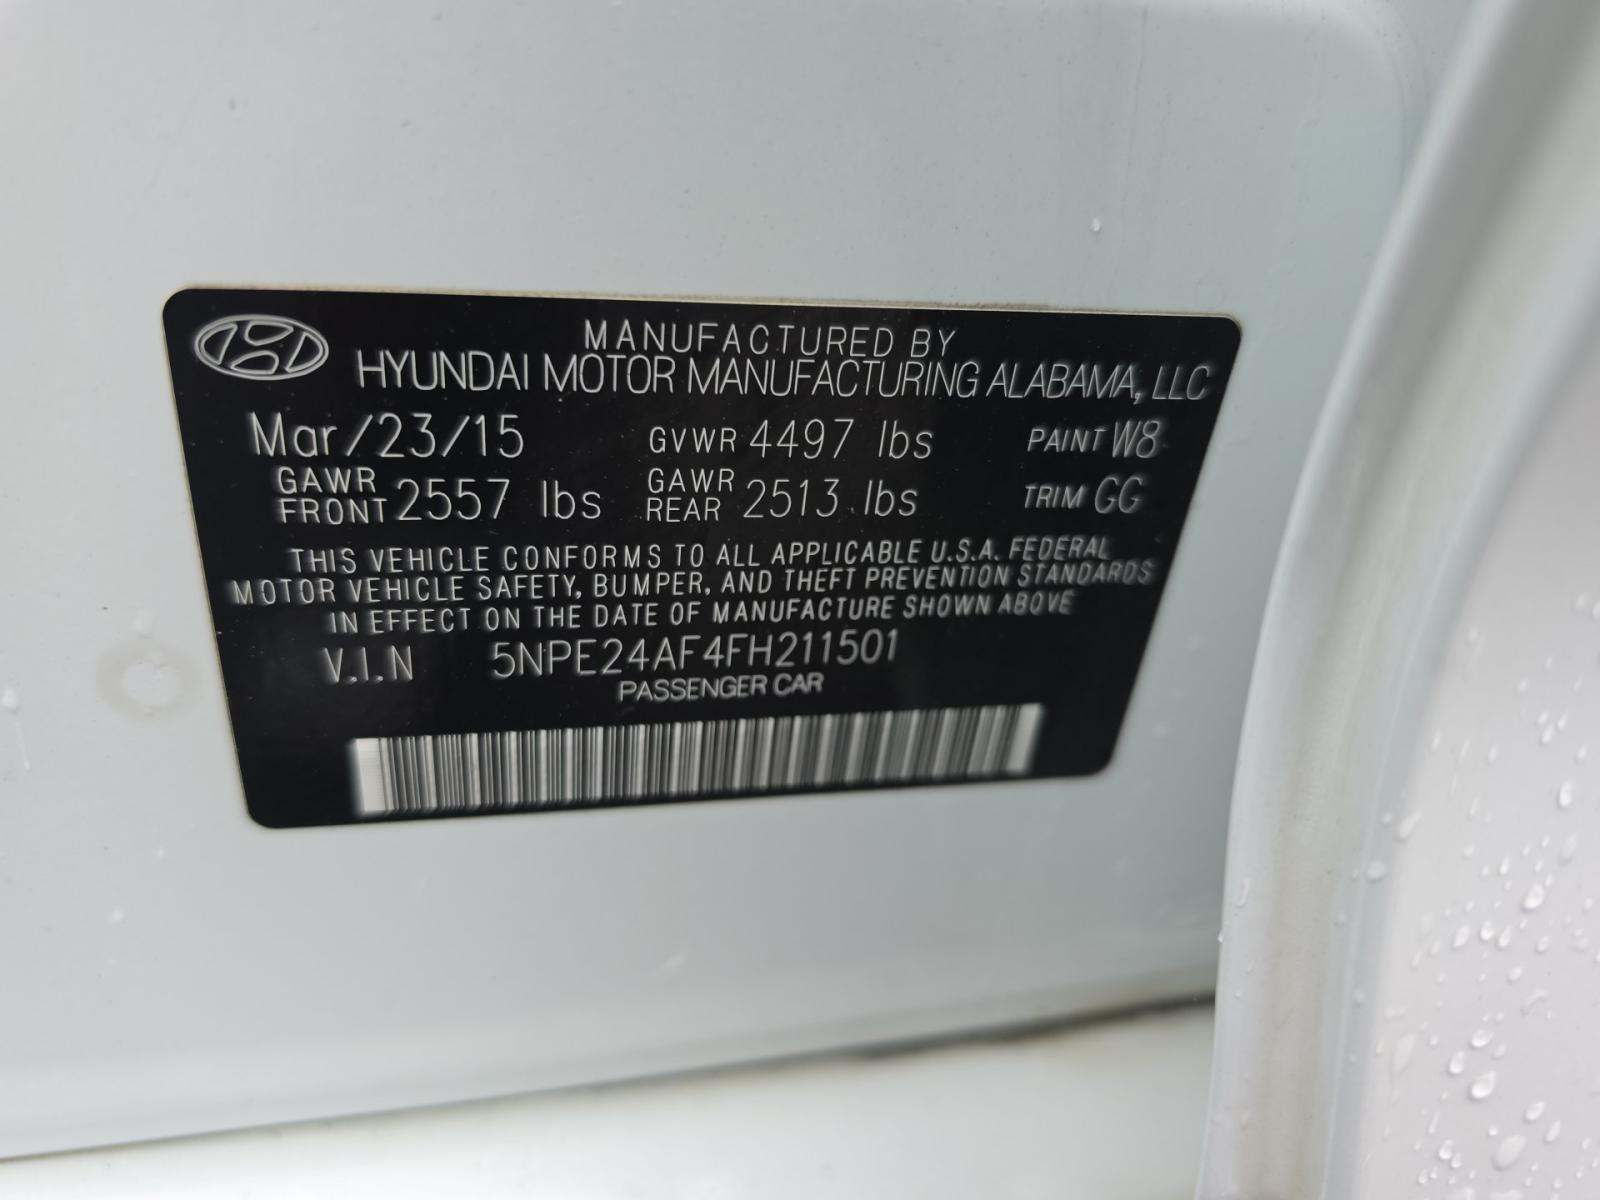 MANUFACTURED BY
HYUNDAI MOTOR MANUFACTURING ALABAMA, LLC
Mar/23/15 GVWR 4497 lbs PAINT W8
GAWR FRONT 2557 lbs GAWR REAR 2513 lbs TRIM GG
THIS VEHICLE CONFORMS TO ALL APPLICABLE U.S.A. FEDERAL
MOTOR VEHICLE SAFETY, BUMPER, AND THEFT PREVENTION STANDARDS
IN EFFECT ON THE DATE OF MANUFACTURE SHOWN ABOVE
V.I.N 5NPE24AF4FH211501
PASSENGER CAR